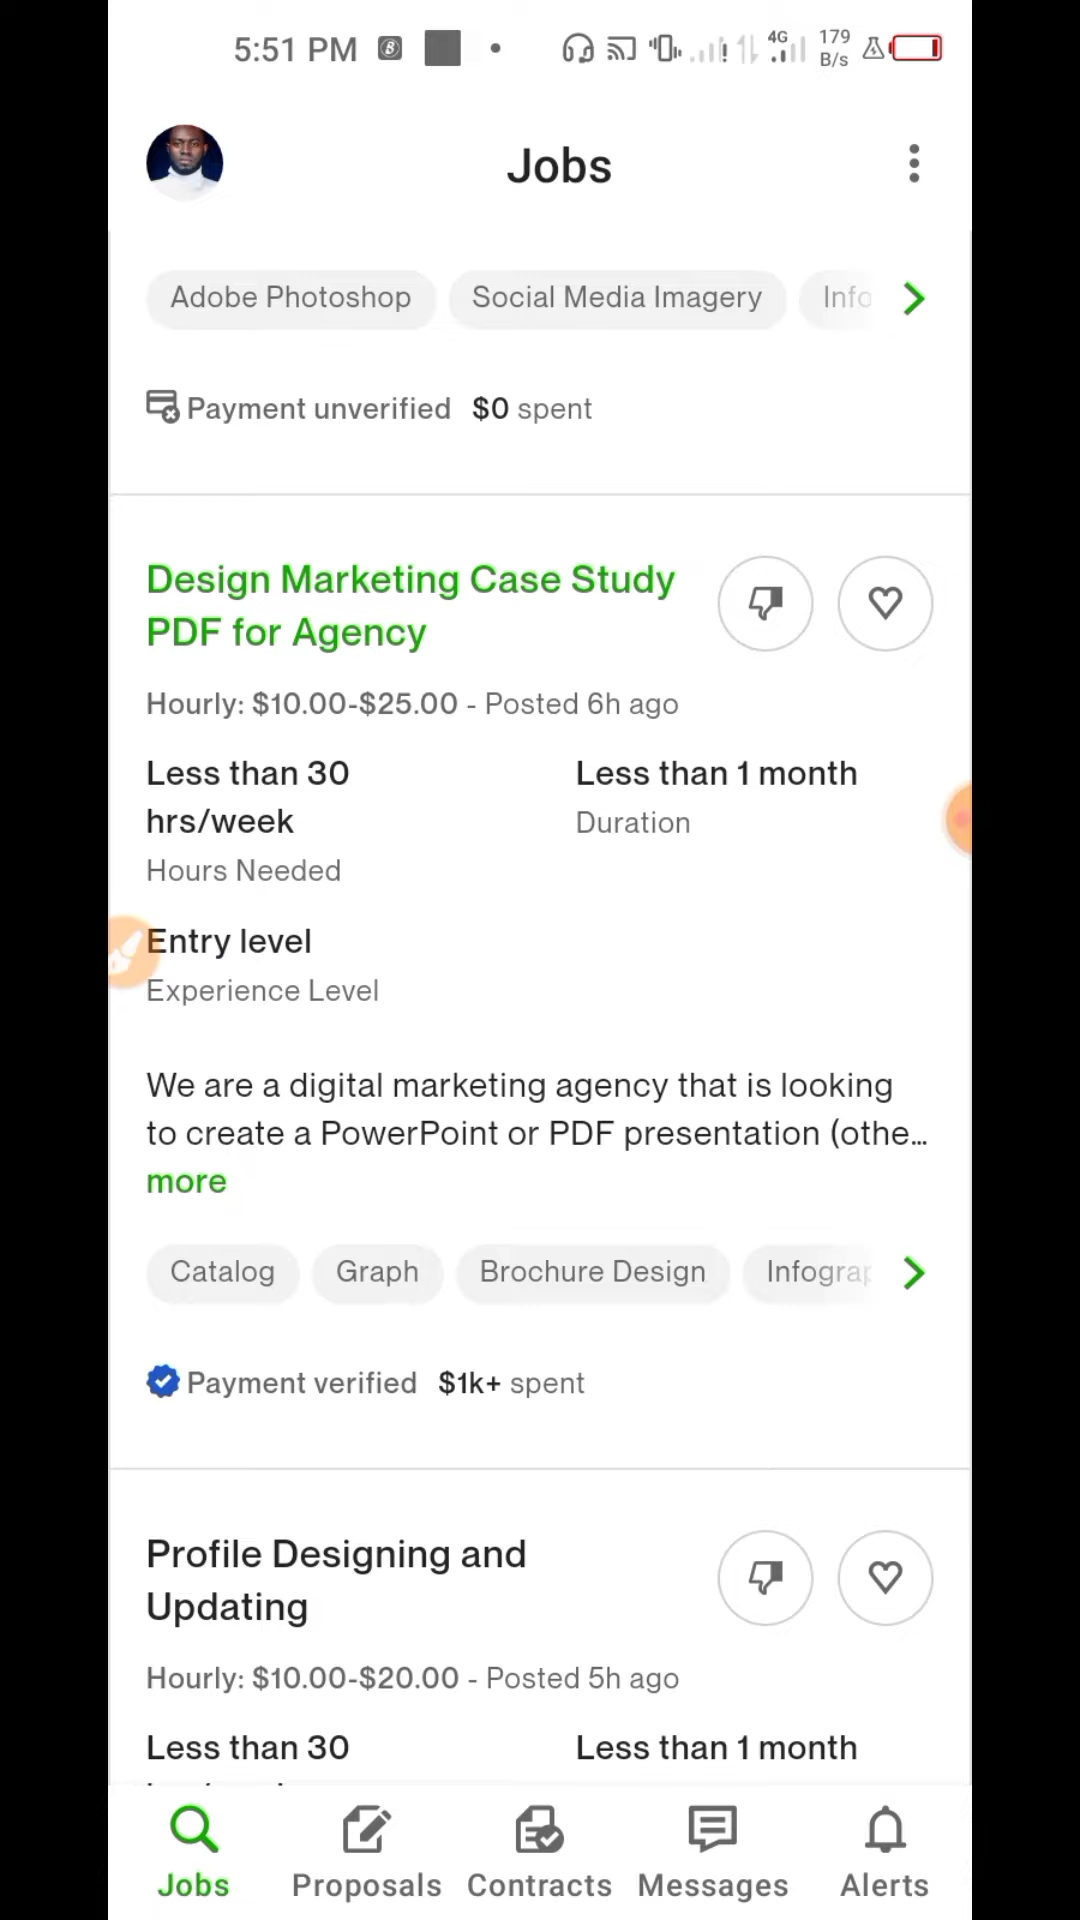 5:51 PM
4G
179
B/s
Jobs
Adobe Photoshop Social Media Imagery Info
Payment unverified $0 spent
Design Marketing Case Study
PDF for Agency
Hourly: $10.00-$25.00 - Posted 6h ago
Less than 30
hrs/week
Hours Needed
Less than 1 month
Duration
Entry level
Experience Level
We are a digital marketing agency that is looking
to create a PowerPoint or PDF presentation (othe...
more
Catalog Graph Brochure Design Infograp
Payment verified $1k+ spent
Profile Designing and
Updating
Hourly: $10.00-$20.00 - Posted 5h ago
Less than 30
Less than 1 month
Jobs Proposals Contracts Messages Alerts